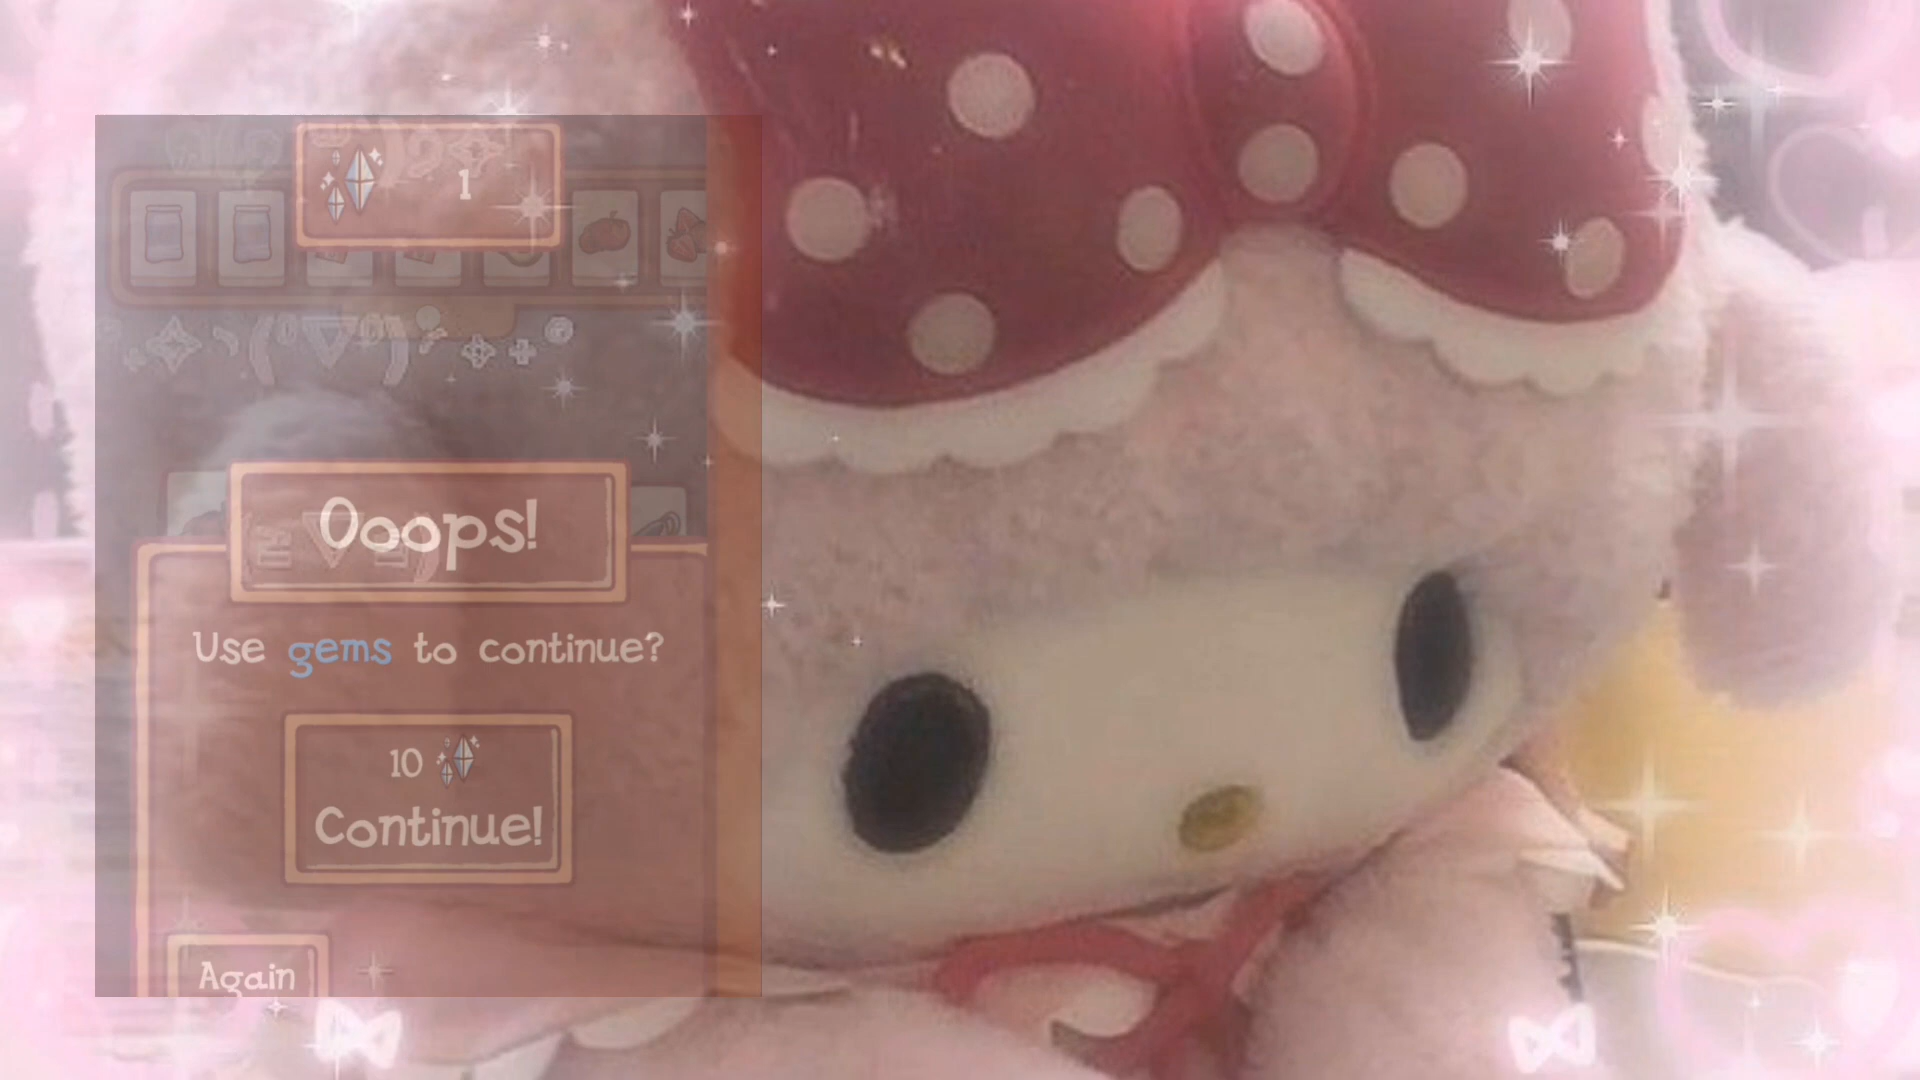 1
Ooops!
Use gems to continue?
10
Continue!
Again